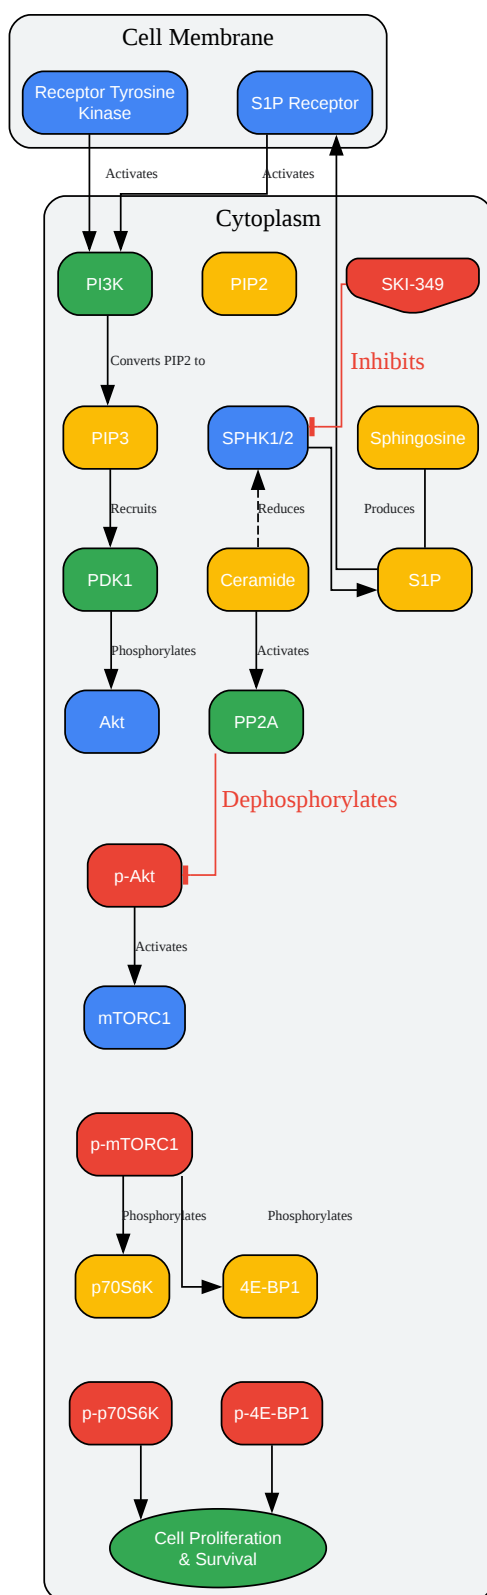 Cell Membrane
Receptor Tyrosine
Kinase
S1P Receptor
Activates
Activates
Cytoplasm
PI3K
PIP2
SKI-349
Converts PIP2 to
Inhibits
PIP3
SPHK1/2
Sphingosine
Recruits
Reduces
Produces
PDK1
Ceramide
S1P
Phosphorylates
Activates
Akt
PP2A
Dephosphorylates
p-Akt
Activates
mTORC1
p-mTORC1
Phosphorylates
Phosphorylates
p70S6K
4E-BP1
p-p70S6K
p-4E-BP1
Cell Proliferation
& Survival